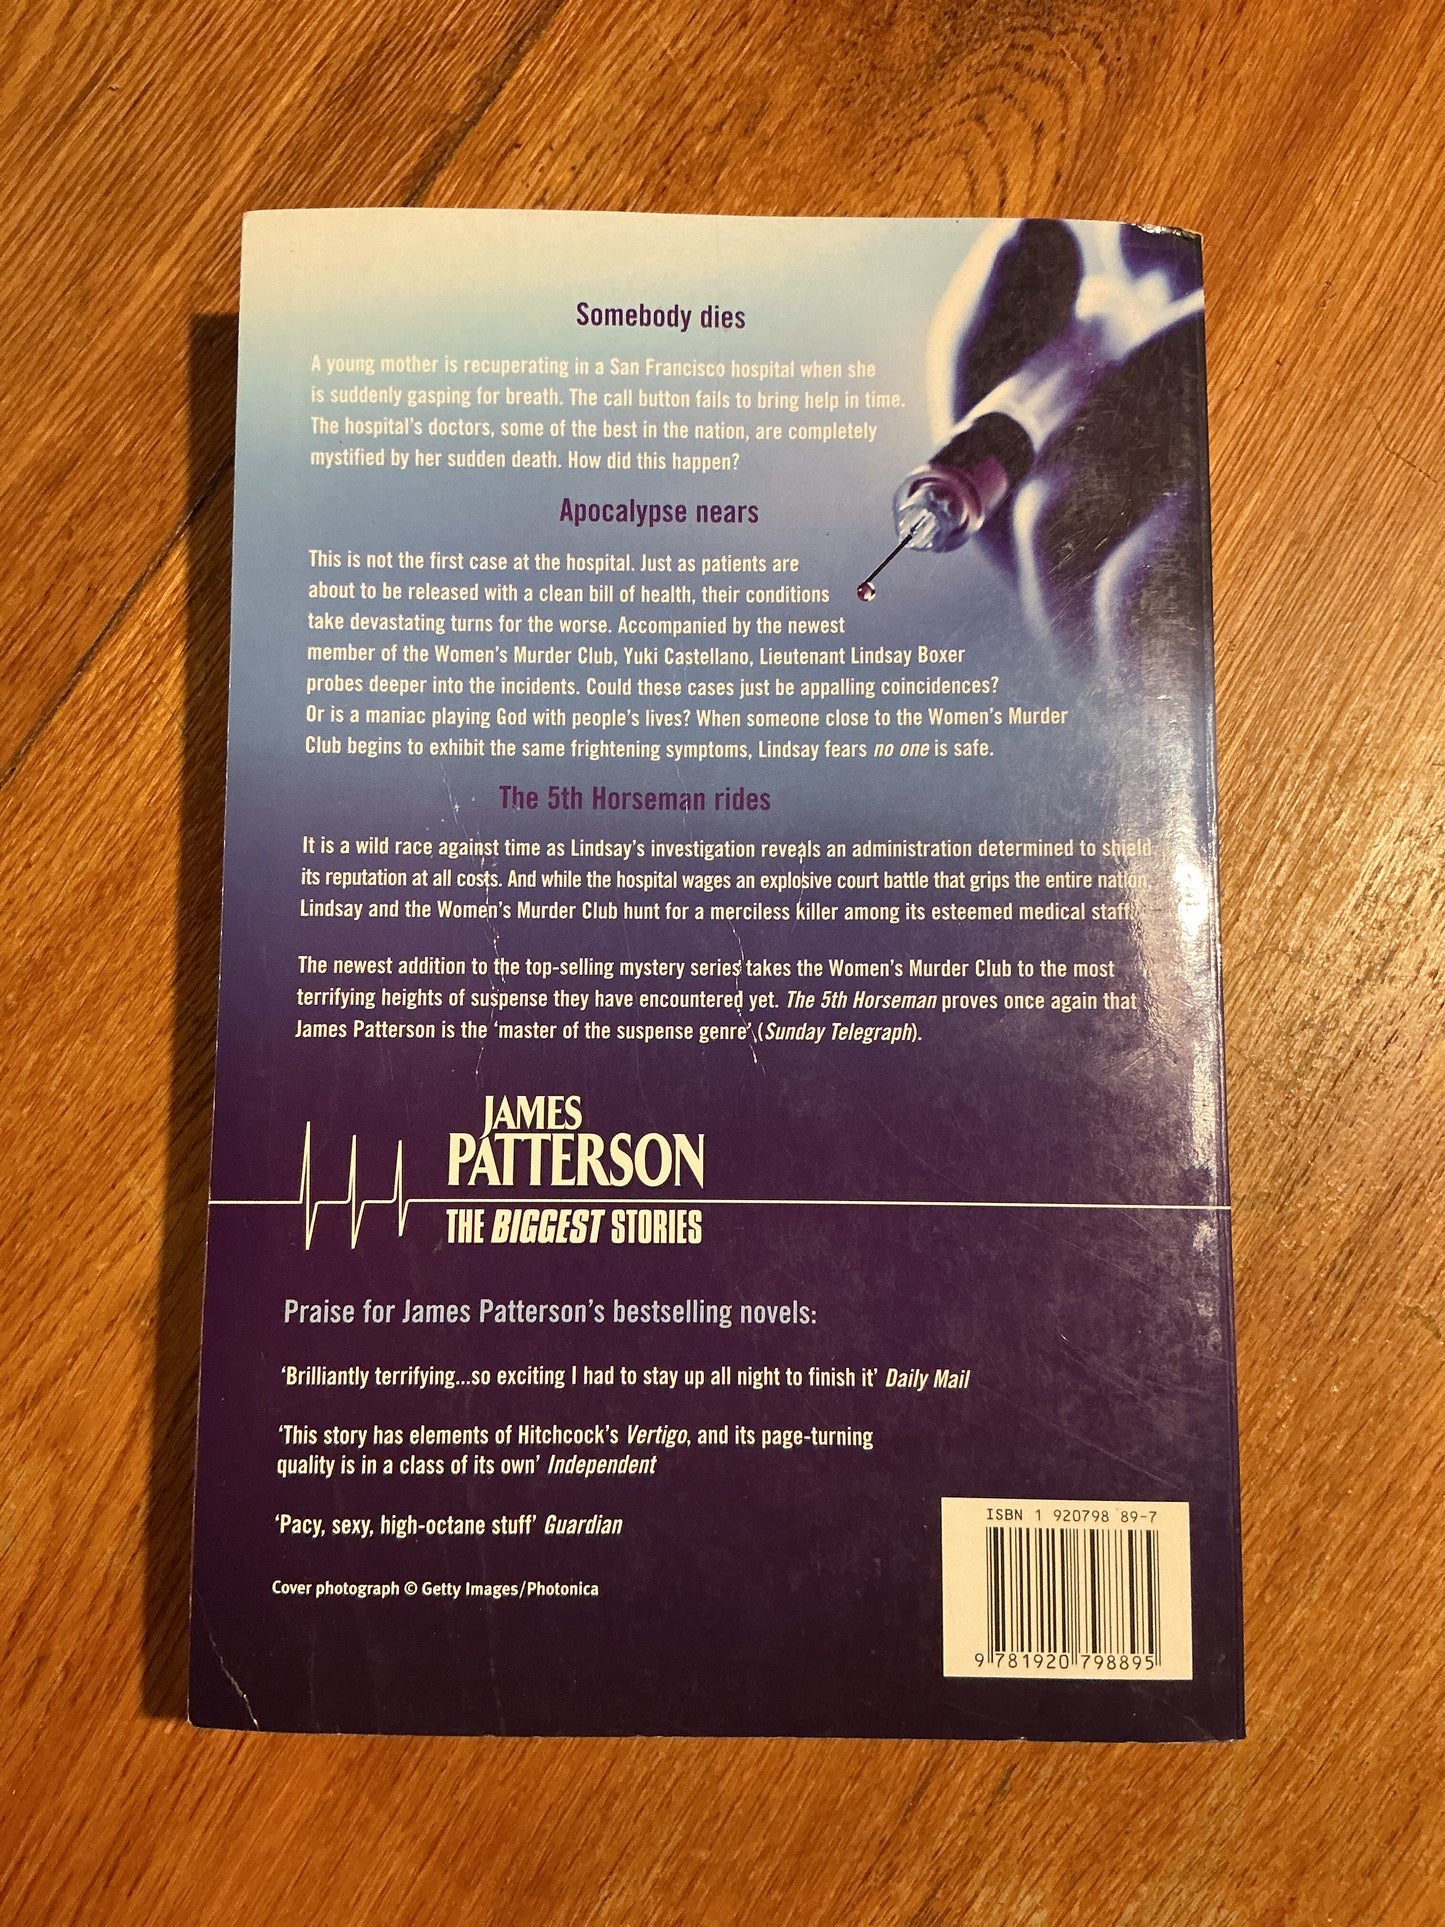 Somebody dies
A young mother is recuperating in a San Francisco hospital when she
is suddenly gasping for breath. The call button fails to bring help in time.
The hospital's doctors, some of the best in the nation, are completely
mystified by her sudden death. How did this happen?
Apocalypse nears
This is not the first case at the hospital. Just as patients are
about to be released with a clean bill of health, their conditions
take devastating turns for the worse. Accompanied by the newest
member of the Women's Murder Club, Yuki Castellano, Lieutenant Lindsay Boxer
probes deeper into the incidents. Could these cases just be appalling coincidences?
Or is a maniac playing God with people's lives? When someone close to the Women's Murder
Club begins to exhibit the same frightening symptoms, Lindsay fears no one is safe.
The 5th Horseman rides
It is a wild race against time as Lindsay's investigation reveals an administration determined to shield
its reputation at all costs. And while the hospital wages an explosive court battle that grips the entire nation,
Lindsay and the Women's Murder Club hunt for a merciless killer among its esteemed medical staff.
The newest addition to the top-selling mystery series takes the Women's Murder Club to the most
terrifying heights of suspense they have encountered yet. The 5th Horseman proves once again that
James Patterson is the 'master of the suspense genre' (Sunday Telegraph).
JAMES
PATTERSON
THE BIGGEST STORIES
Praise for James Patterson's bestselling novels:
'Brilliantly terrifying...so exciting I had to stay up all night to finish it' Daily Mail
'This story has elements of Hitchcock's Vertigo, and its page-turning
quality is in a class of its own' Independent
'Pacy, sexy, high-octane stuff' Guardian
Cover photograph © Getty Images/Photonica
ISBN 1 920798 89-7
9 781920 798895